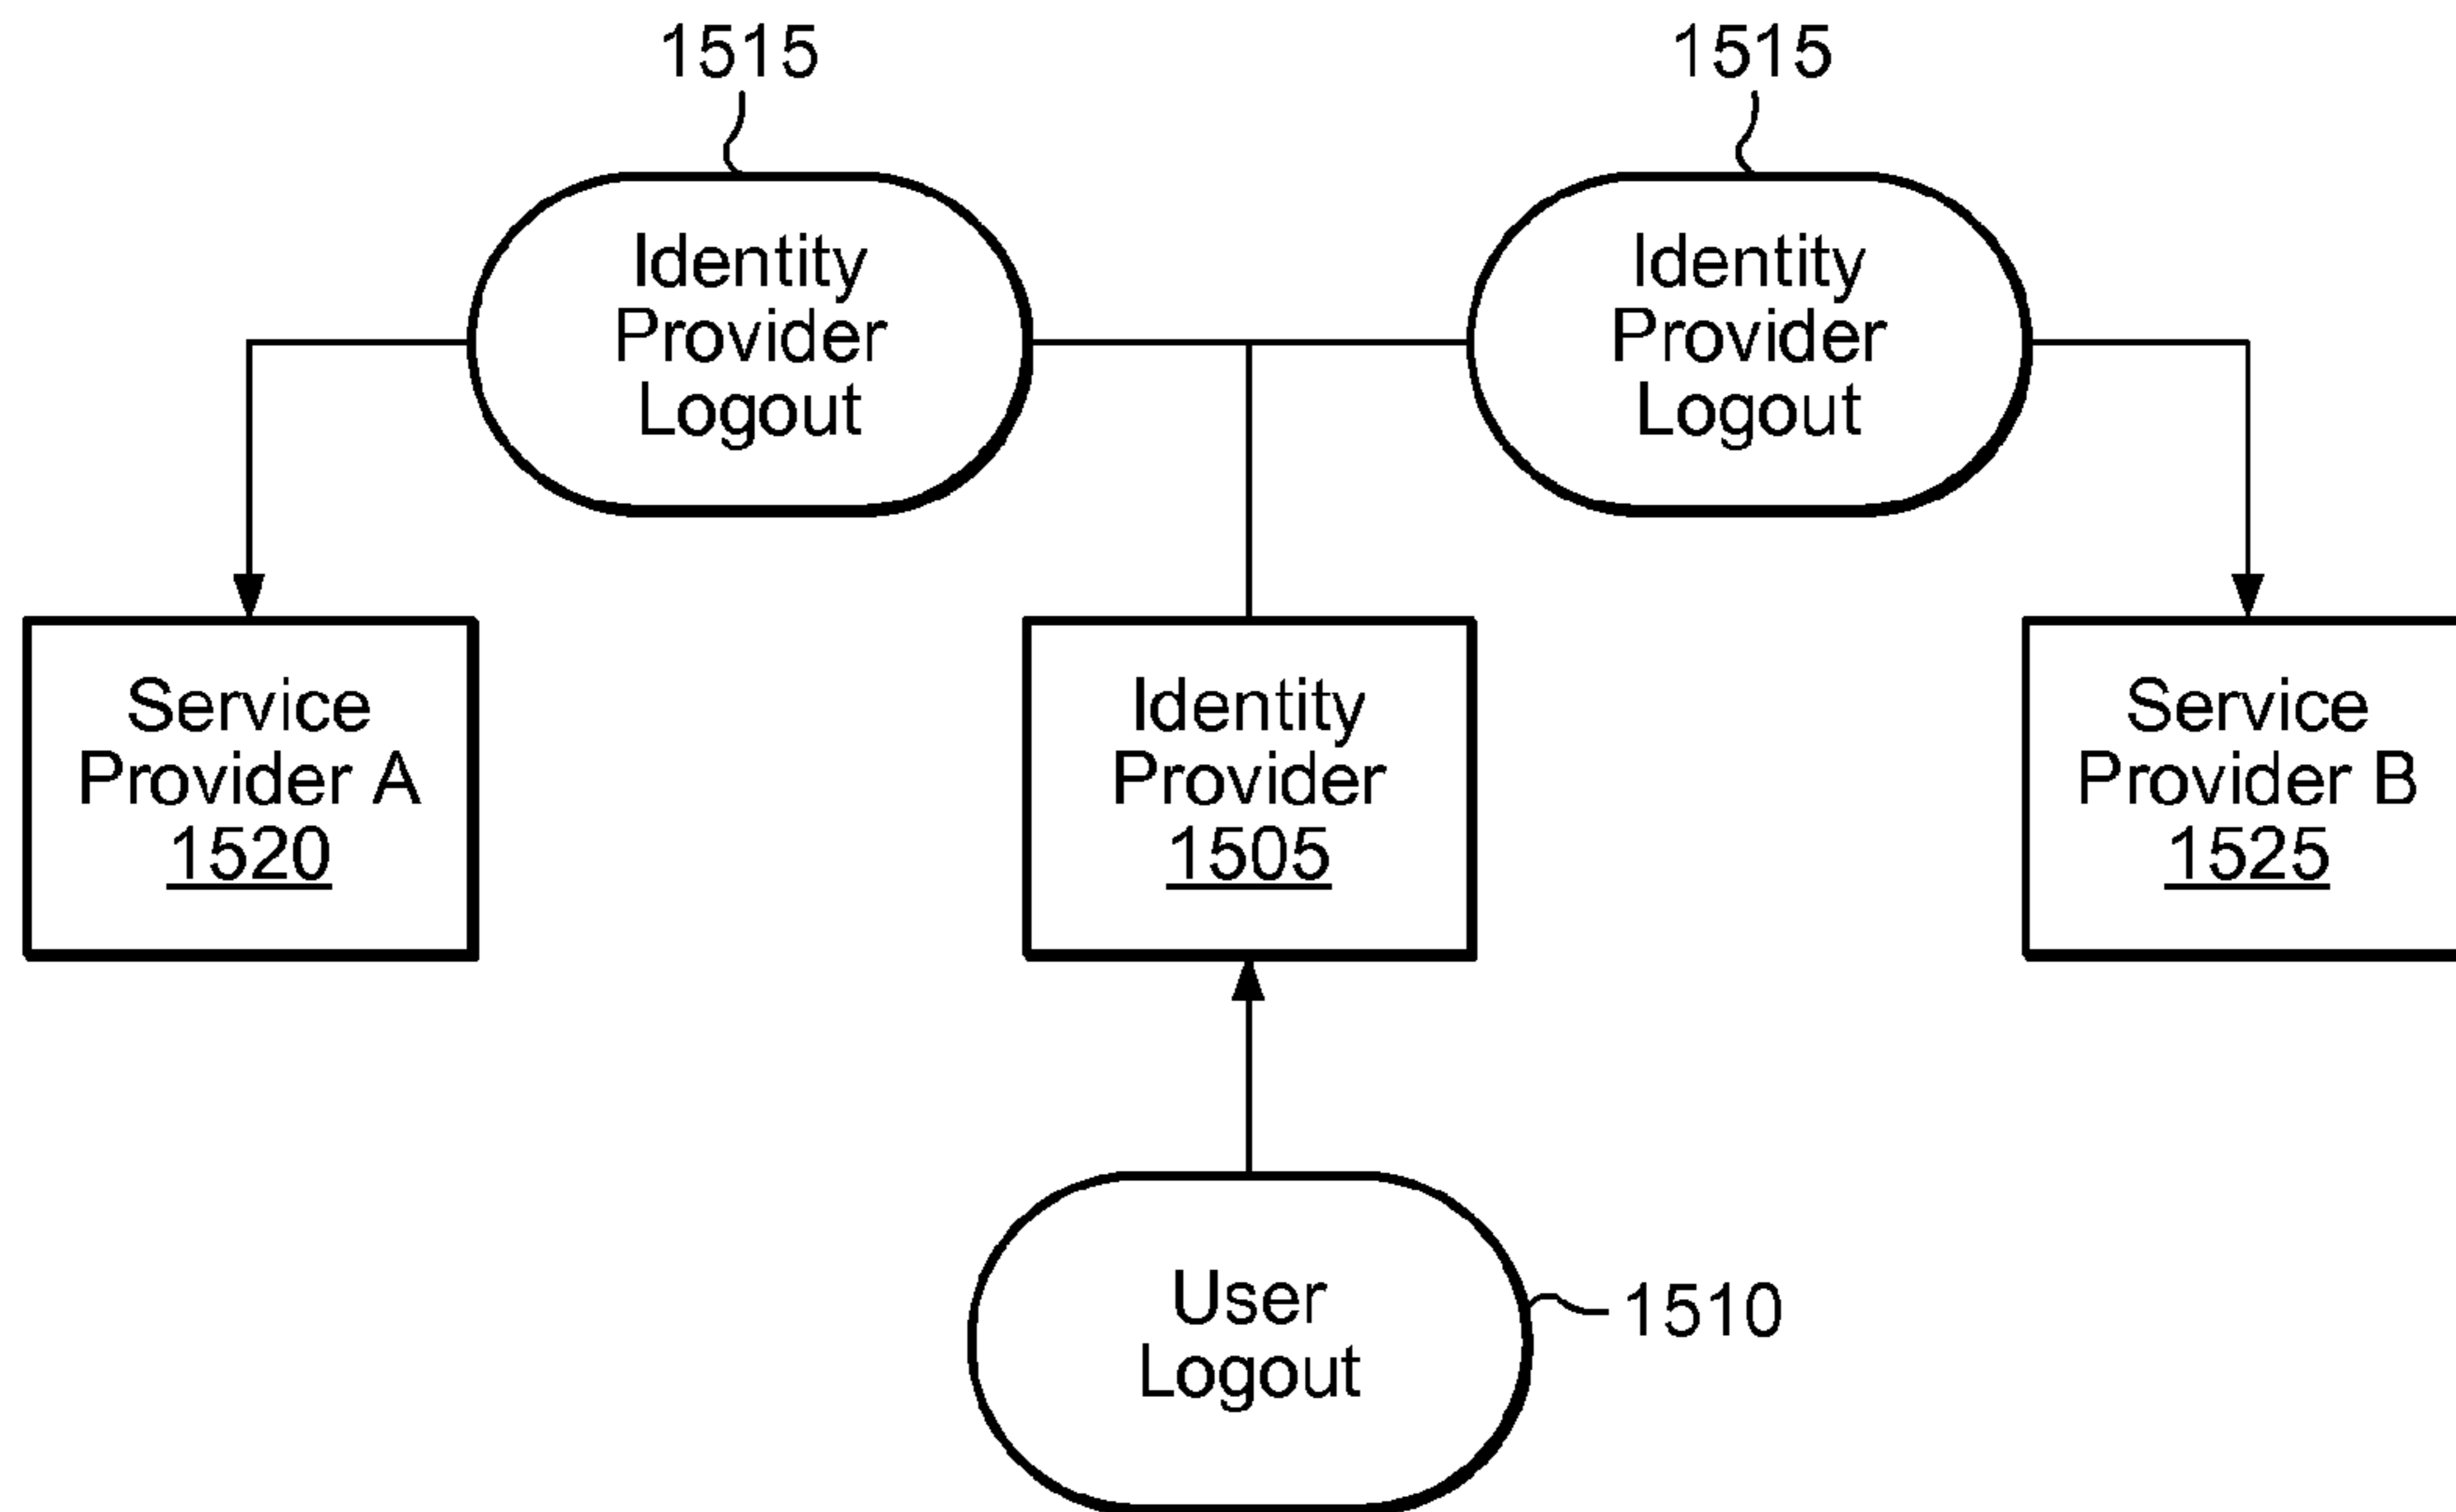 1515
1515
Identity
Provider
Logout
Identity
Provider
Logout
Service
Provider A
1520
Identity
Provider
1505
Service
Provider B
1525
User
Logout
1510